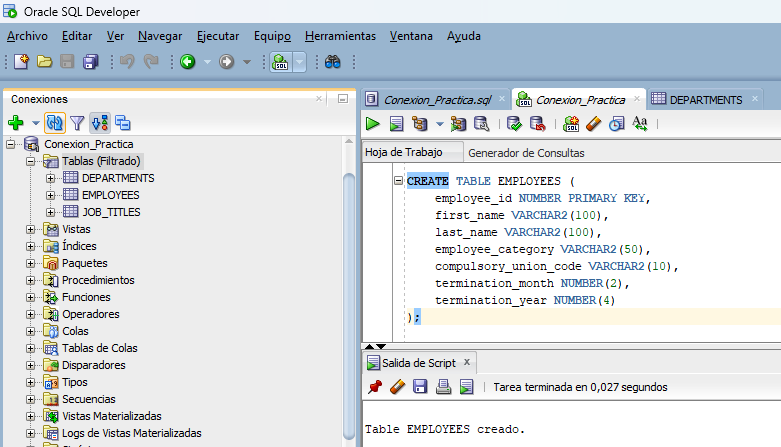 Oracle SQL Developer
Archivo Editar Ver Navegar Ejecutar Equipo Herramientas Ventana Ayuda
Conexiones
Conexion_Practica
Tablas (Filtrado)
DEPARTMENTS
EMPLOYEES
JOB_TITLES
Vistas
Índices
Paquetes
Procedimientos
Funciones
Operadores
Colas
Tablas de Colas
Disparadores
Tipos
Secuencias
Vistas Materializadas
Logs de Vistas Materializadas
Conexion_Practica.sql Conexion_Practica DEPARTMENTS
Hoja de Trabajo Generador de Consultas
CREATE TABLE EMPLOYEES (
employee_id NUMBER PRIMARY KEY,
first_name VARCHAR2(100),
last_name VARCHAR2(100),
employee_category VARCHAR2(50),
compulsory_union_code VARCHAR2(10),
termination_month NUMBER(2),
termination_year NUMBER(4)
);
Salida de Script x
Tarea terminada en 0,027 segundos
Table EMPLOYEES creado.